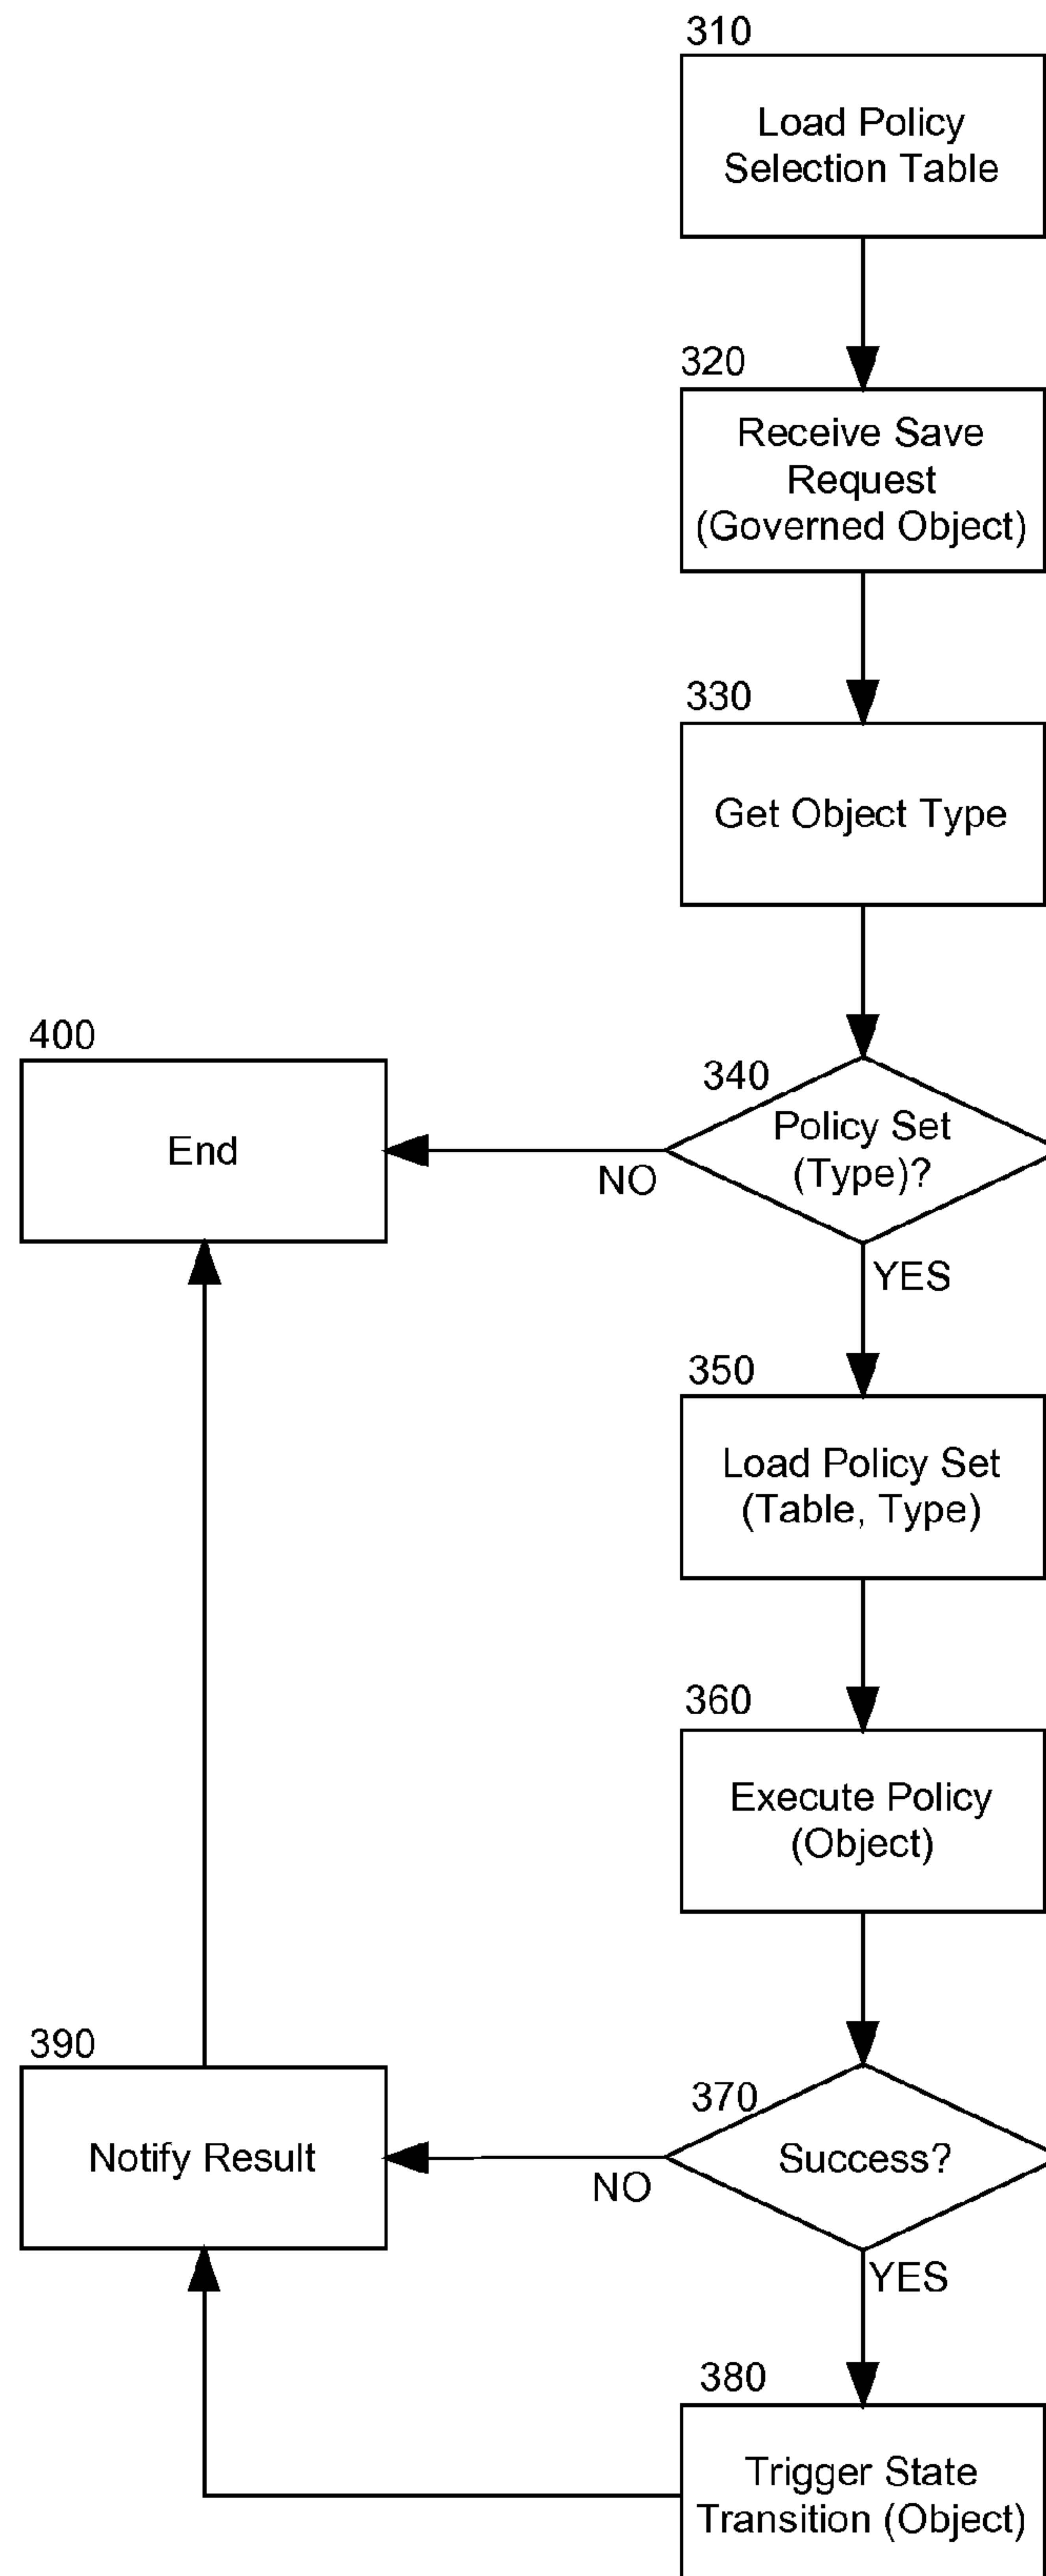 310
Load Policy
Selection Table
320
Receive Save
Request
(Governed Object)
330
Get Object Type
400
End
340
Policy Set
(Type)?
NO
YES
350
Load Policy Set
(Table, Type)
360
Execute Policy
(Object)
390
Notify Result
370
Success?
NO
YES
380
Trigger State
Transition (Object)